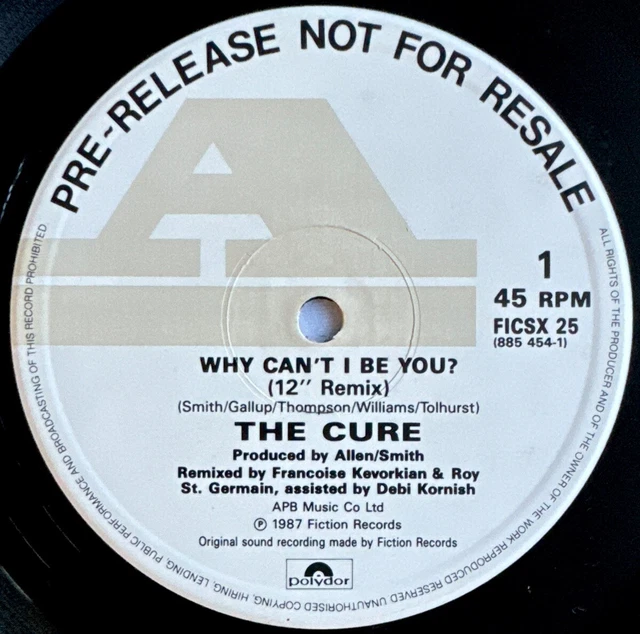 PRE-RELEASE NOT FOR RESALE
A
1
45 RPM
FICSX 25
(885 454-1)
WHY CAN'T I BE YOU?
(12" Remix)
(Smith/Gallup/Thompson/Williams/Tolhurst)
THE CURE
Produced by Allen/Smith
Remixed by Francoise Kevorkian & Roy
St. Germain, assisted by Debi Kornish
APB Music Co Ltd
℗ 1987 Fiction Records
Original sound recording made by Fiction Records
polydor
ALL RIGHTS OF THE PRODUCER AND OF THE OWNER OF THE WORK REPRODUCED RESERVED UNAUTHORISED COPYING, HIRING, LENDING, PUBLIC PERFORMANCE AND BROADCASTING OF THIS RECORD PROHIBITED